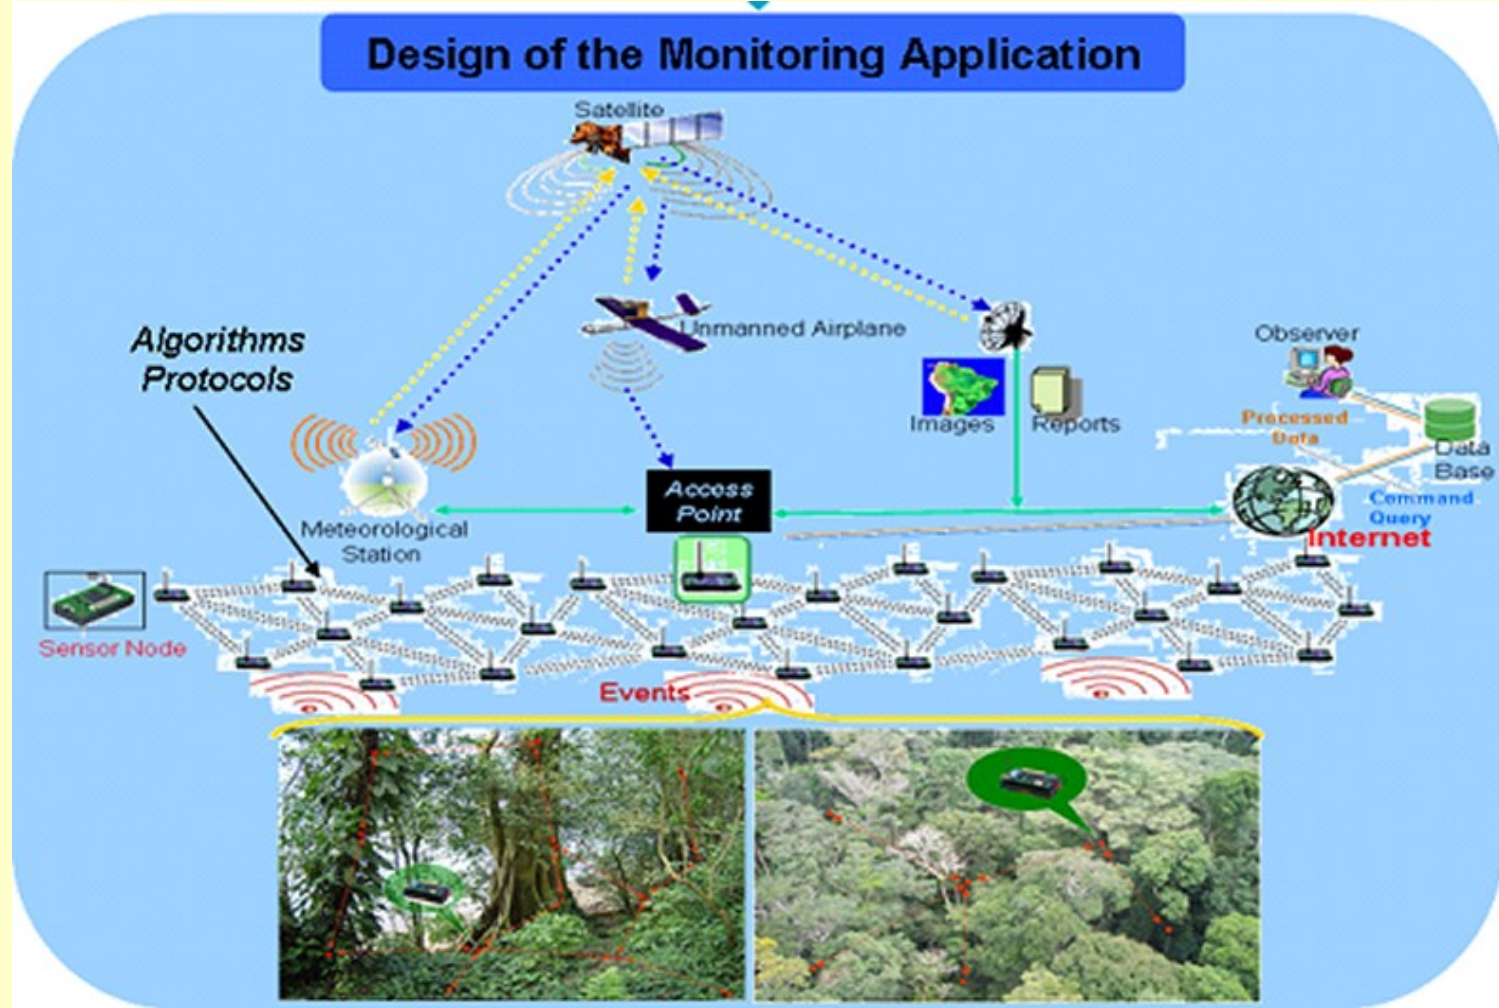 Design of the Monitoring Application
Satellite
Unmanned Airplane
Algorithms
Protocols
Observer
Images
Reports
Processed
Data
Data
Base
Access
Point
Command
Query
Meteorological
Station
Internet
Sensor Node
Events